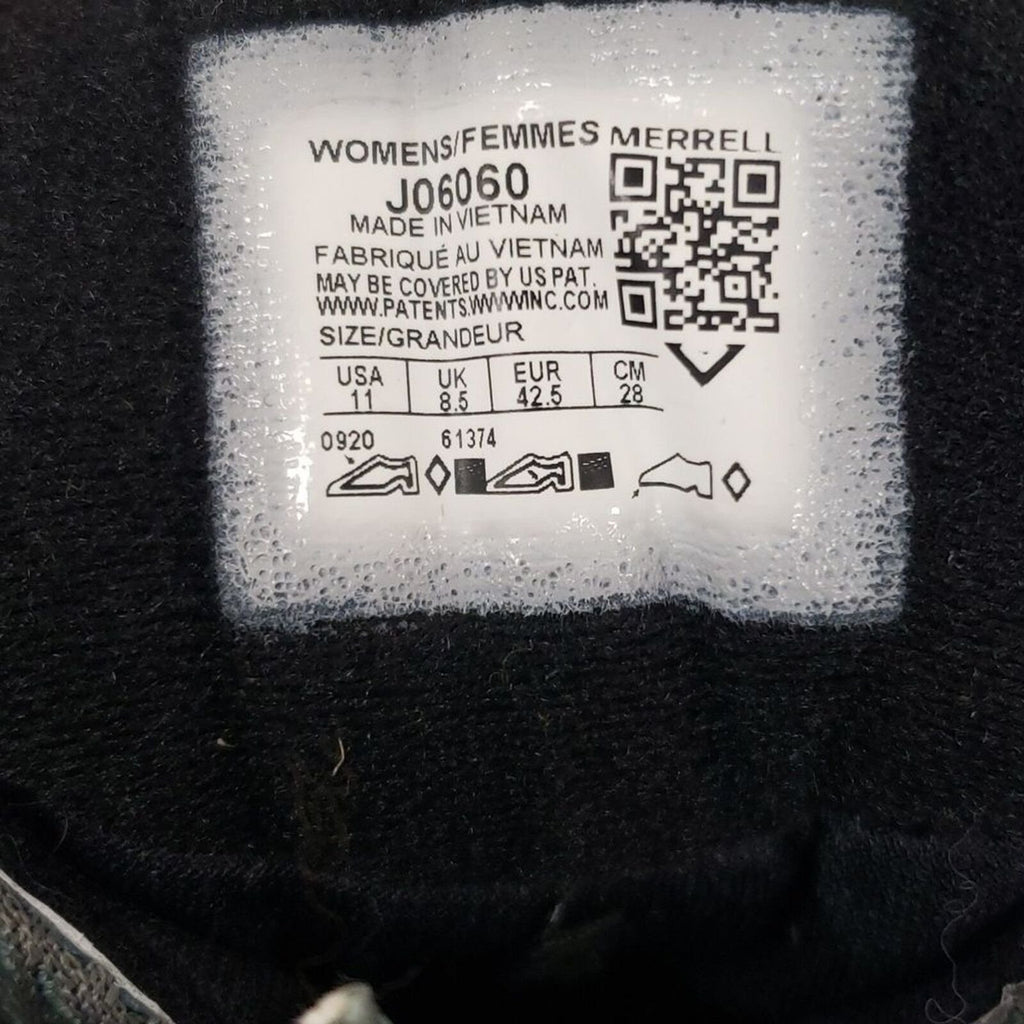 WOMENS/FEMMES MERRELL
J06060
MADE IN VIETNAM
FABRIQUÉ AU VIETNAM
MAY BE COVERED BY US PAT.
WWW.PATENTS.WWWINC.COM
SIZE/GRANDEUR
USA UK EUR CM
11 8.5 42.5 28
0920 61374